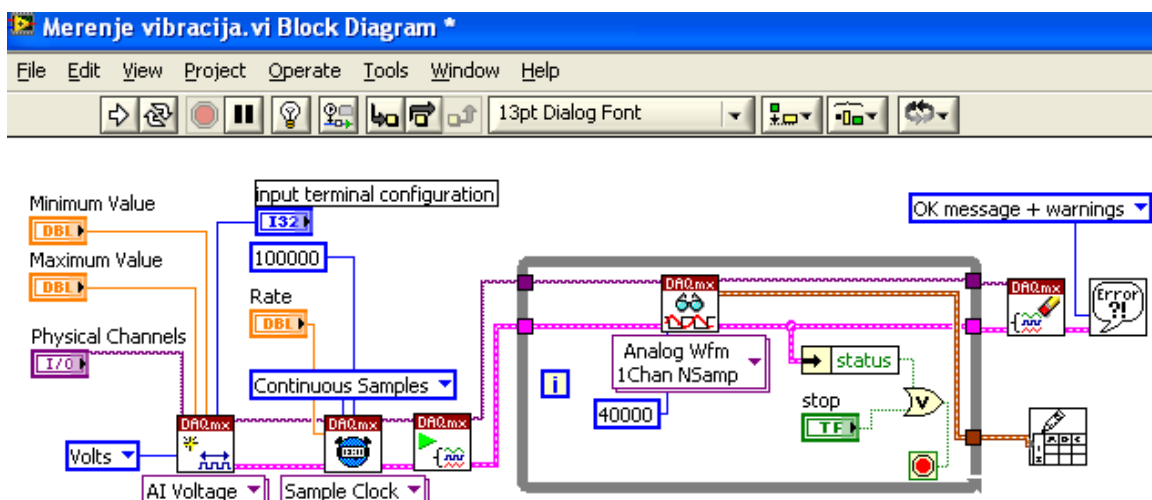 Merenje vibracija.vi Block Diagram *
File Edit View Project Operate Tools Window Help
13pt Dialog Font
Minimum Value
DBL
Maximum Value
DBL
Physical Channels
I/O
Volts
input terminal configuration
I32
100000
Rate
DBL
Continuous Samples
DAQmx
AI Voltage
DAQmx
Sample Clock
DAQmx
DAQmx
Analog Wfm
1Chan NSamp
i
40000
status
stop
TF
V
OK message + warnings
DAQmx
Error
?!